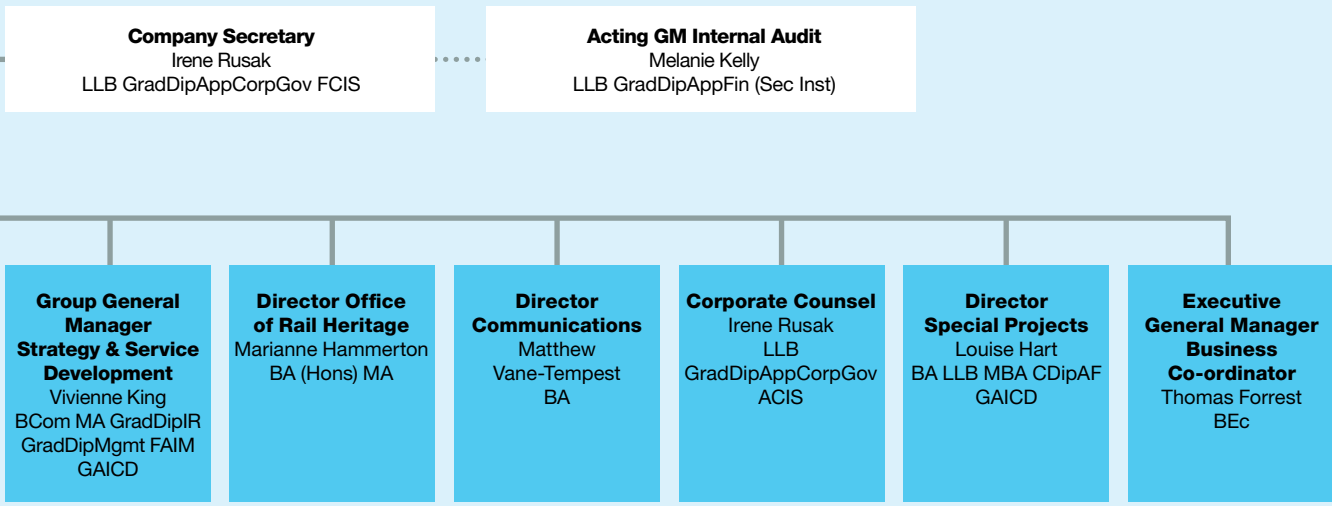 Company Secretary
Irene Rusak
LLB GradDipAppCorpGov FCIS
Acting GM Internal Audit
Melanie Kelly
LLB GradDipAppFin (Sec Inst)
Group General
Manager
Strategy & Service
Development
Vivienne King
BCom MA GradDipIR
GradDipMgmt FAIM
GAICD
Director Office
of Rail Heritage
Marianne Hammerton
BA (Hons) MA
Director
Communications
Matthew
Vane-Tempest
BA
Corporate Counsel
Irene Rusak
LLB
GradDipAppCorpGov
ACIS
Director
Special Projects
Louise Hart
BA LLB MBA CDipAF
GAICD
Executive
General Manager
Business
Co-ordinator
Thomas Forrest
BEc